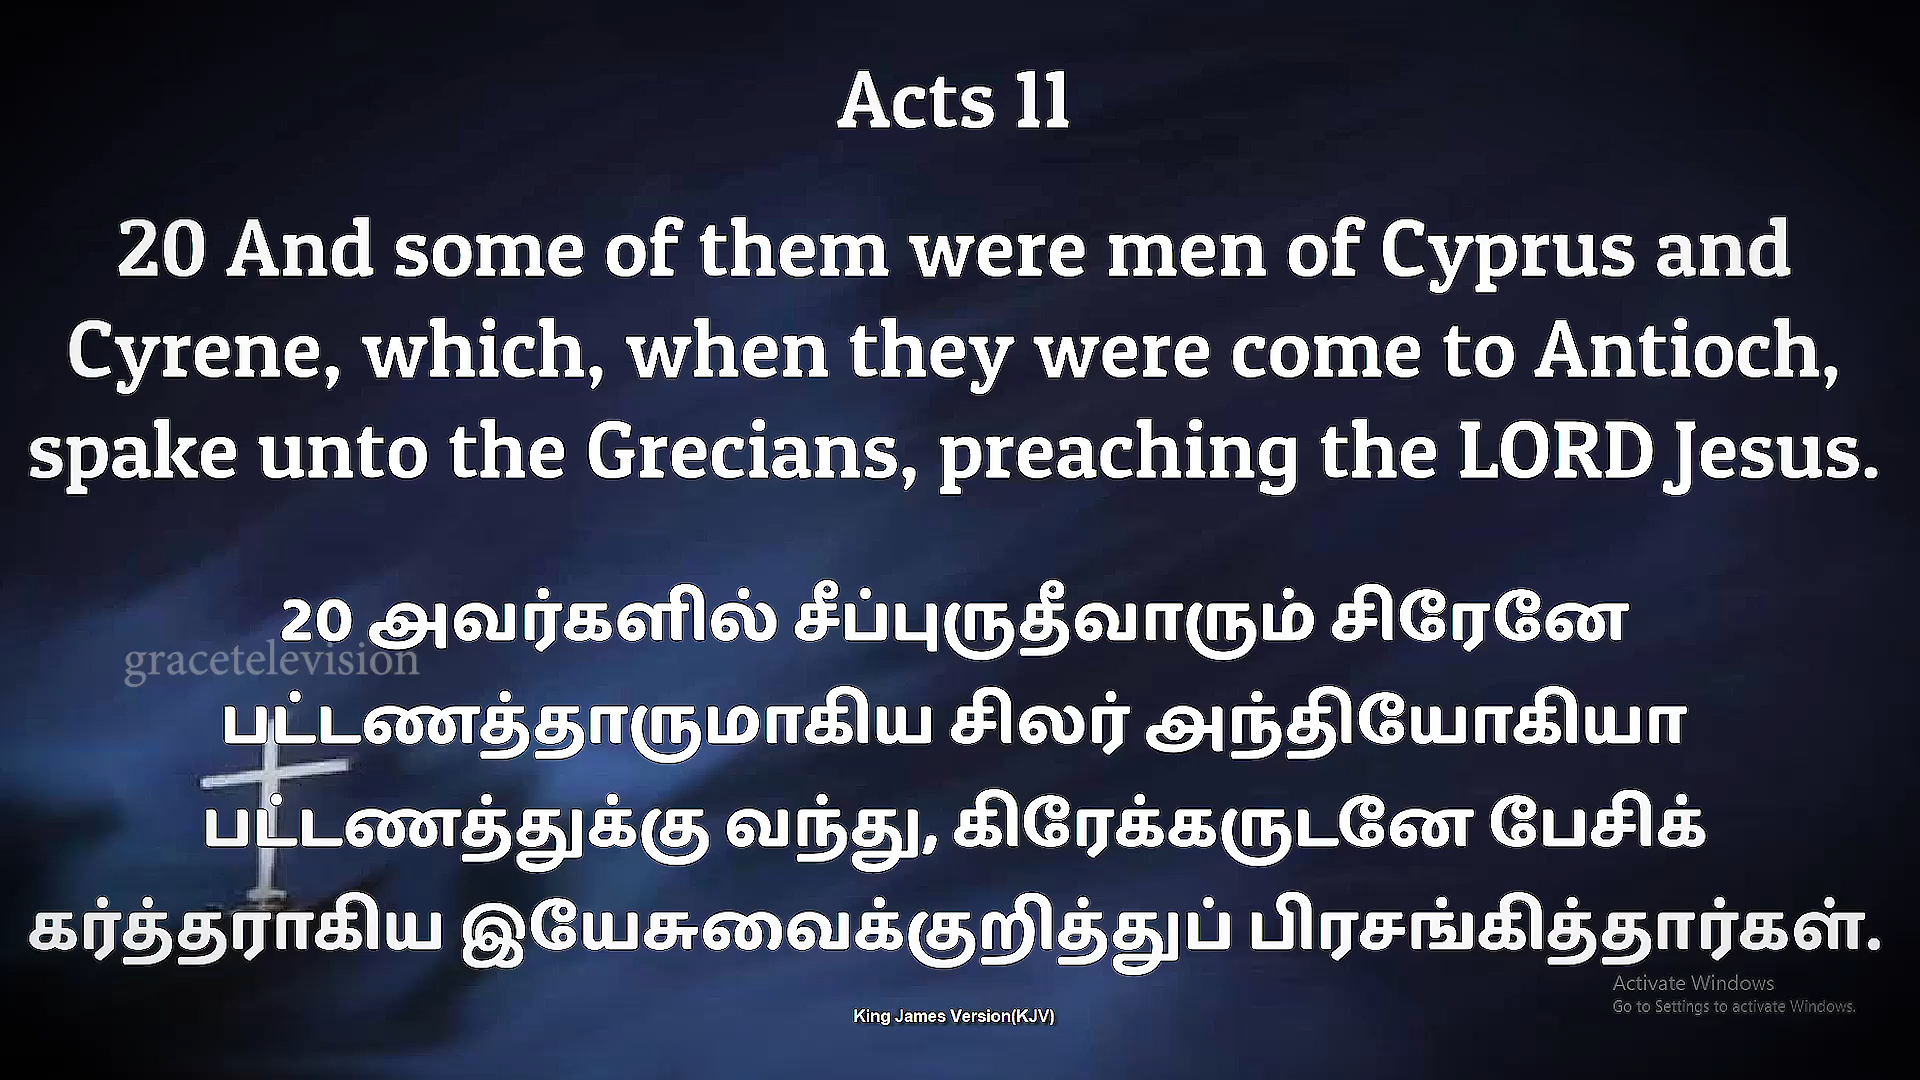 Acts 11
20 And some of them were men of Cyprus and
Cyrene, which, when they were come to Antioch,
spake unto the Grecians, preaching the LORD Jesus.
20 அவர்களில் சீப்புருதீவாரும் சிரேனே
gracetelevision
பட்டணத்தாருமாகிய சிலர் அந்தியோகியா
பட்டணத்துக்கு வந்து, கிரேக்கருடனே பேசிக்
கர்த்தராகிய இயேசுவைக்குறித்துப் பிரசங்கித்தார்கள்.
Activate Windows
Go to Settings to activate Windows.
King James Version(KJV)